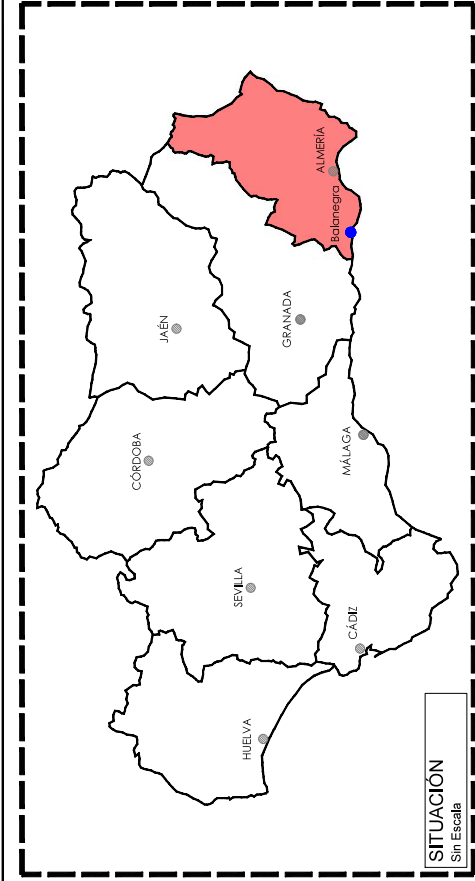 JAÉN
CÓRDOBA
SEVILLA
HUELVA
CÁDIZ
MÁLAGA
GRANADA
ALMERÍA
Balanegra
SITUACIÓN
Sin Escala